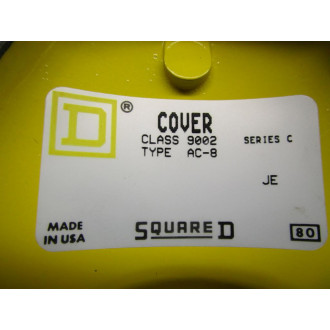 D ®
COVER
CLASS 9002 SERIES C
TYPE AC-8
JE
MADE
IN USA
SQUARE D
80